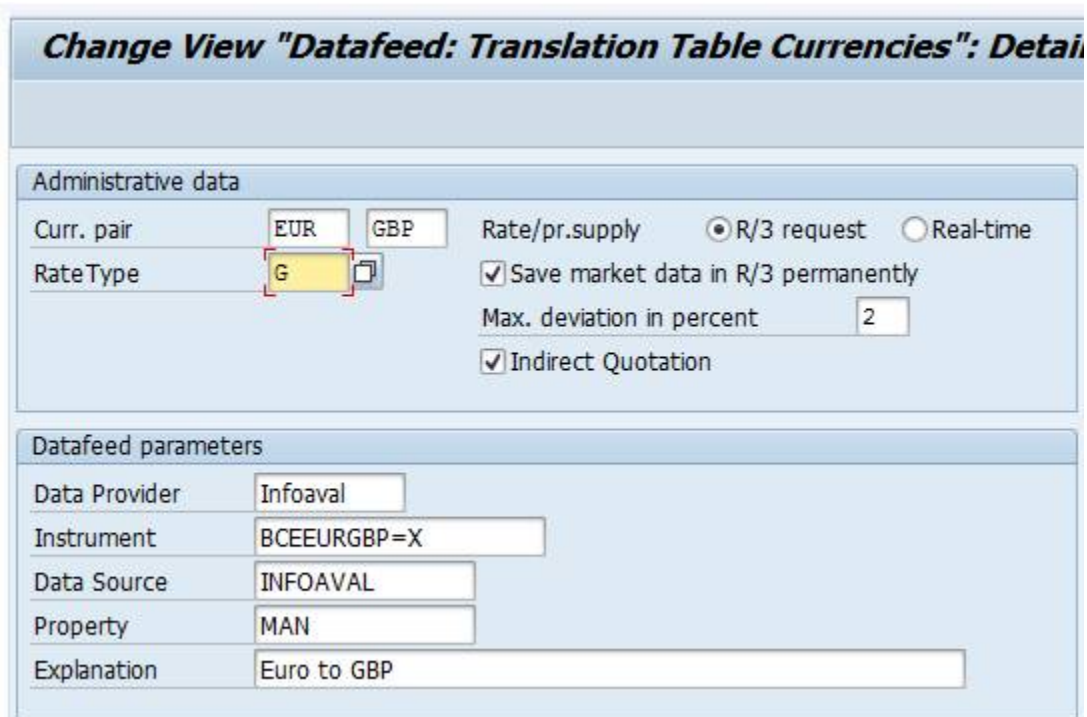 Change View "Datafeed: Translation Table Currencies": Detail
Administrative data
Curr. pair EUR GBP Rate/pr.supply R/3 request Real-time
RateType G Save market data in R/3 permanently
Max. deviation in percent 2
Indirect Quotation
Datafeed parameters
Data Provider Infoaval
Instrument BCEEURGBP=X
Data Source INFOAVAL
Property MAN
Explanation Euro to GBP